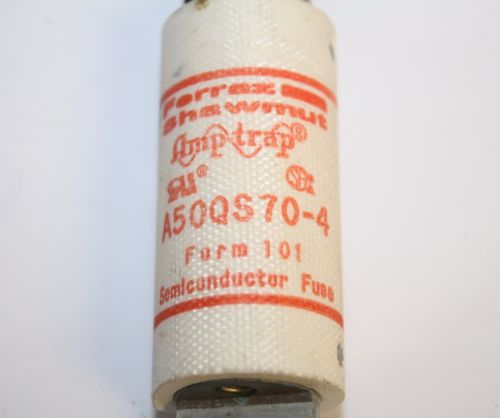 Ferraz
Shawmut
Amp-trap®
A50QS70-4
Form 101
Semiconductor Fuse